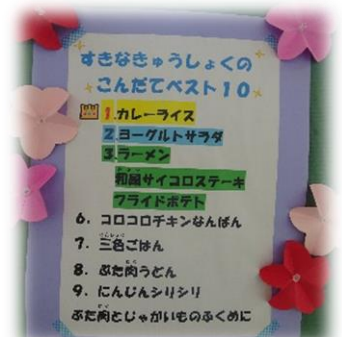 すきなきゅうしょくの
こんだてベスト10
1.カレーライス
2.ヨーグルトサラダ
3.ラーメン
和風サイコロステーキ
フライドポテト
6. コロコロチキンなんばん
7. 三色ごはん
8. ぶた肉うどん
9. にんじんシリシリ
ぶた肉とじゃがいものふくめに